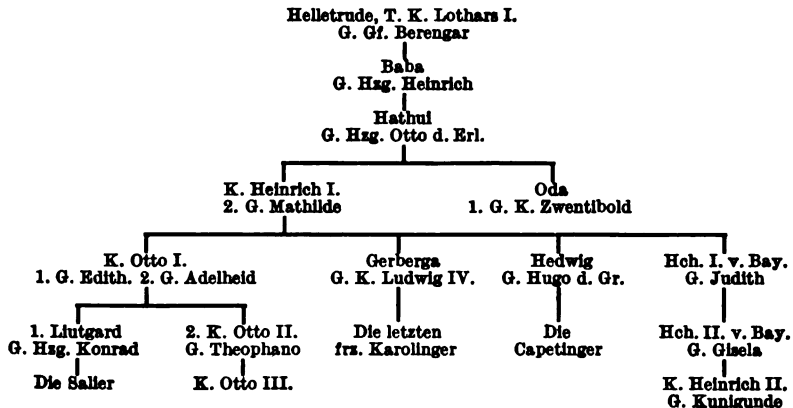 Helletrude, T. K. Lothars I.
G. Gf. Berengar
Baba
G. Hzg. Heinrich
Hathui
G. Hzg. Otto d. Erl.
K. Heinrich I.
2. G. Mathilde
Oda
1. G. K. Zwentibold
K. Otto I.
1. G. Edith. 2. G. Adelheid
Gerberga
G. K. Ludwig IV.
Hedwig
G. Hugo d. Gr.
Hch. I. v. Bay.
G. Judith
1. Liutgard
G. Hzg. Konrad
2. K. Otto II.
G. Theophano
Die letzten
frz. Karolinger
Die
Capetinger
Hch. II. v. Bay.
G. Gisela
Die Salier
K. Otto III.
K. Heinrich II.
G. Kunigunde